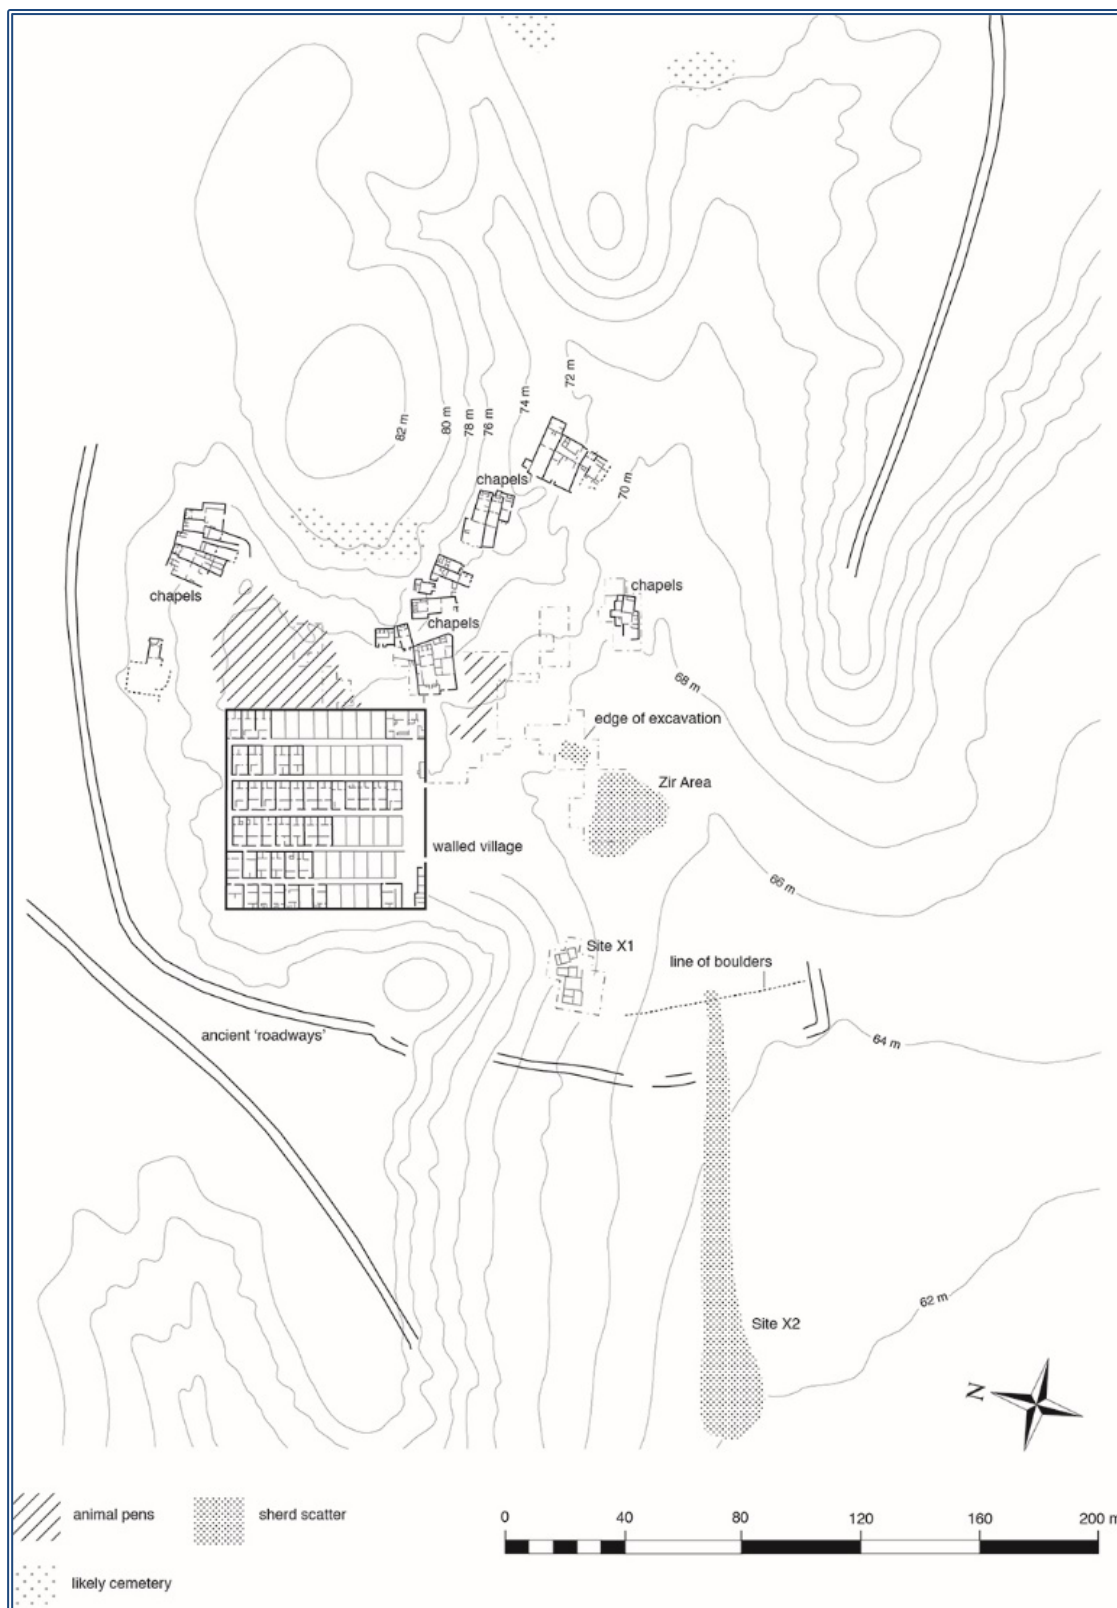 72 m
74 m
82 m
80 m
78 m
76 m
chapels
70 m
chapels
chapels
chapels
68 m
edge of excavation
Zir Area
walled village
66 m
Site X1
line of boulders
ancient ‘roadways’
64 m
62 m
Site X2
N
animal pens
sherd scatter
0 40 80 120 160 200 m
likely cemetery